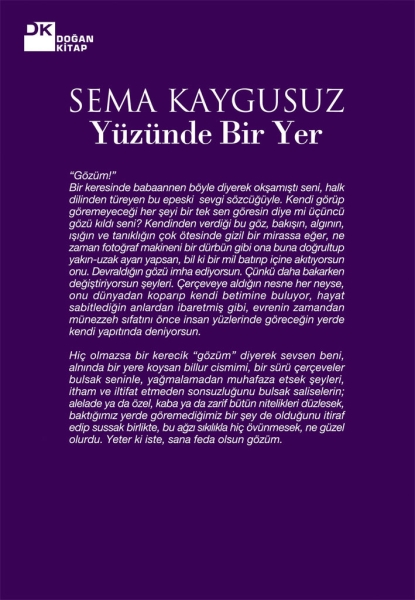 DK
DOĞAN
KİTAP
SEMA KAYGUSUZ
Yüzünde Bir Yer
“Gözüm!”
Bir keresinde babaannen böyle diyerek okşamıştı seni, halk
dilinden türeyen bu epeski sevgi sözcüğüyle. Kendi görüp
göremeyeceği her şeyi bir tek sen göresin diye mi üçüncü
gözü kıldı seni? Kendinden verdiği bu göz, bakışın, algının,
ışığın ve tanıklığın çok ötesinde gizil bir mirassa eğer, ne
zaman fotoğraf makineni bir dürbün gibi ona buna doğrultup
yakın-uzak ayarı yapsan, bil ki bir mil batırıp içine akıtıyorsun
onu. Devraldığın gözü imha ediyorsun. Çünkü daha bakarken
değiştiriyorsun şeyleri. Çerçeveye aldığın nesne her neyse,
onu dünyadan koparıp kendi betimine buluyor, hayat
sabitlediğin anlardan ibaretmiş gibi, evrenin zamandan
münezzeh sıfatını önce insan yüzlerinde göreceğin yerde
kendi yapıtında deniyorsun.
Hiç olmazsa bir kerecik “gözüm” diyerek sevsen beni,
alnında bir yere koysan billur cismimi, bir sürü çerçeveler
bulsak seninle, yağmalamadan muhafaza etsek şeyleri,
itham ve iltifat etmeden sonsuzluğunu bulsak saliselerin;
alelade ya da özel, kaba ya da zarif bütün nitelikleri düzlesek,
baktığımız yerde göremediğimiz bir şey de olduğunu itiraf
edip sussak birlikte, bu ağzı sıkılıkla hiç övünmesek, ne güzel
olurdu. Yeter ki iste, sana feda olsun gözüm.